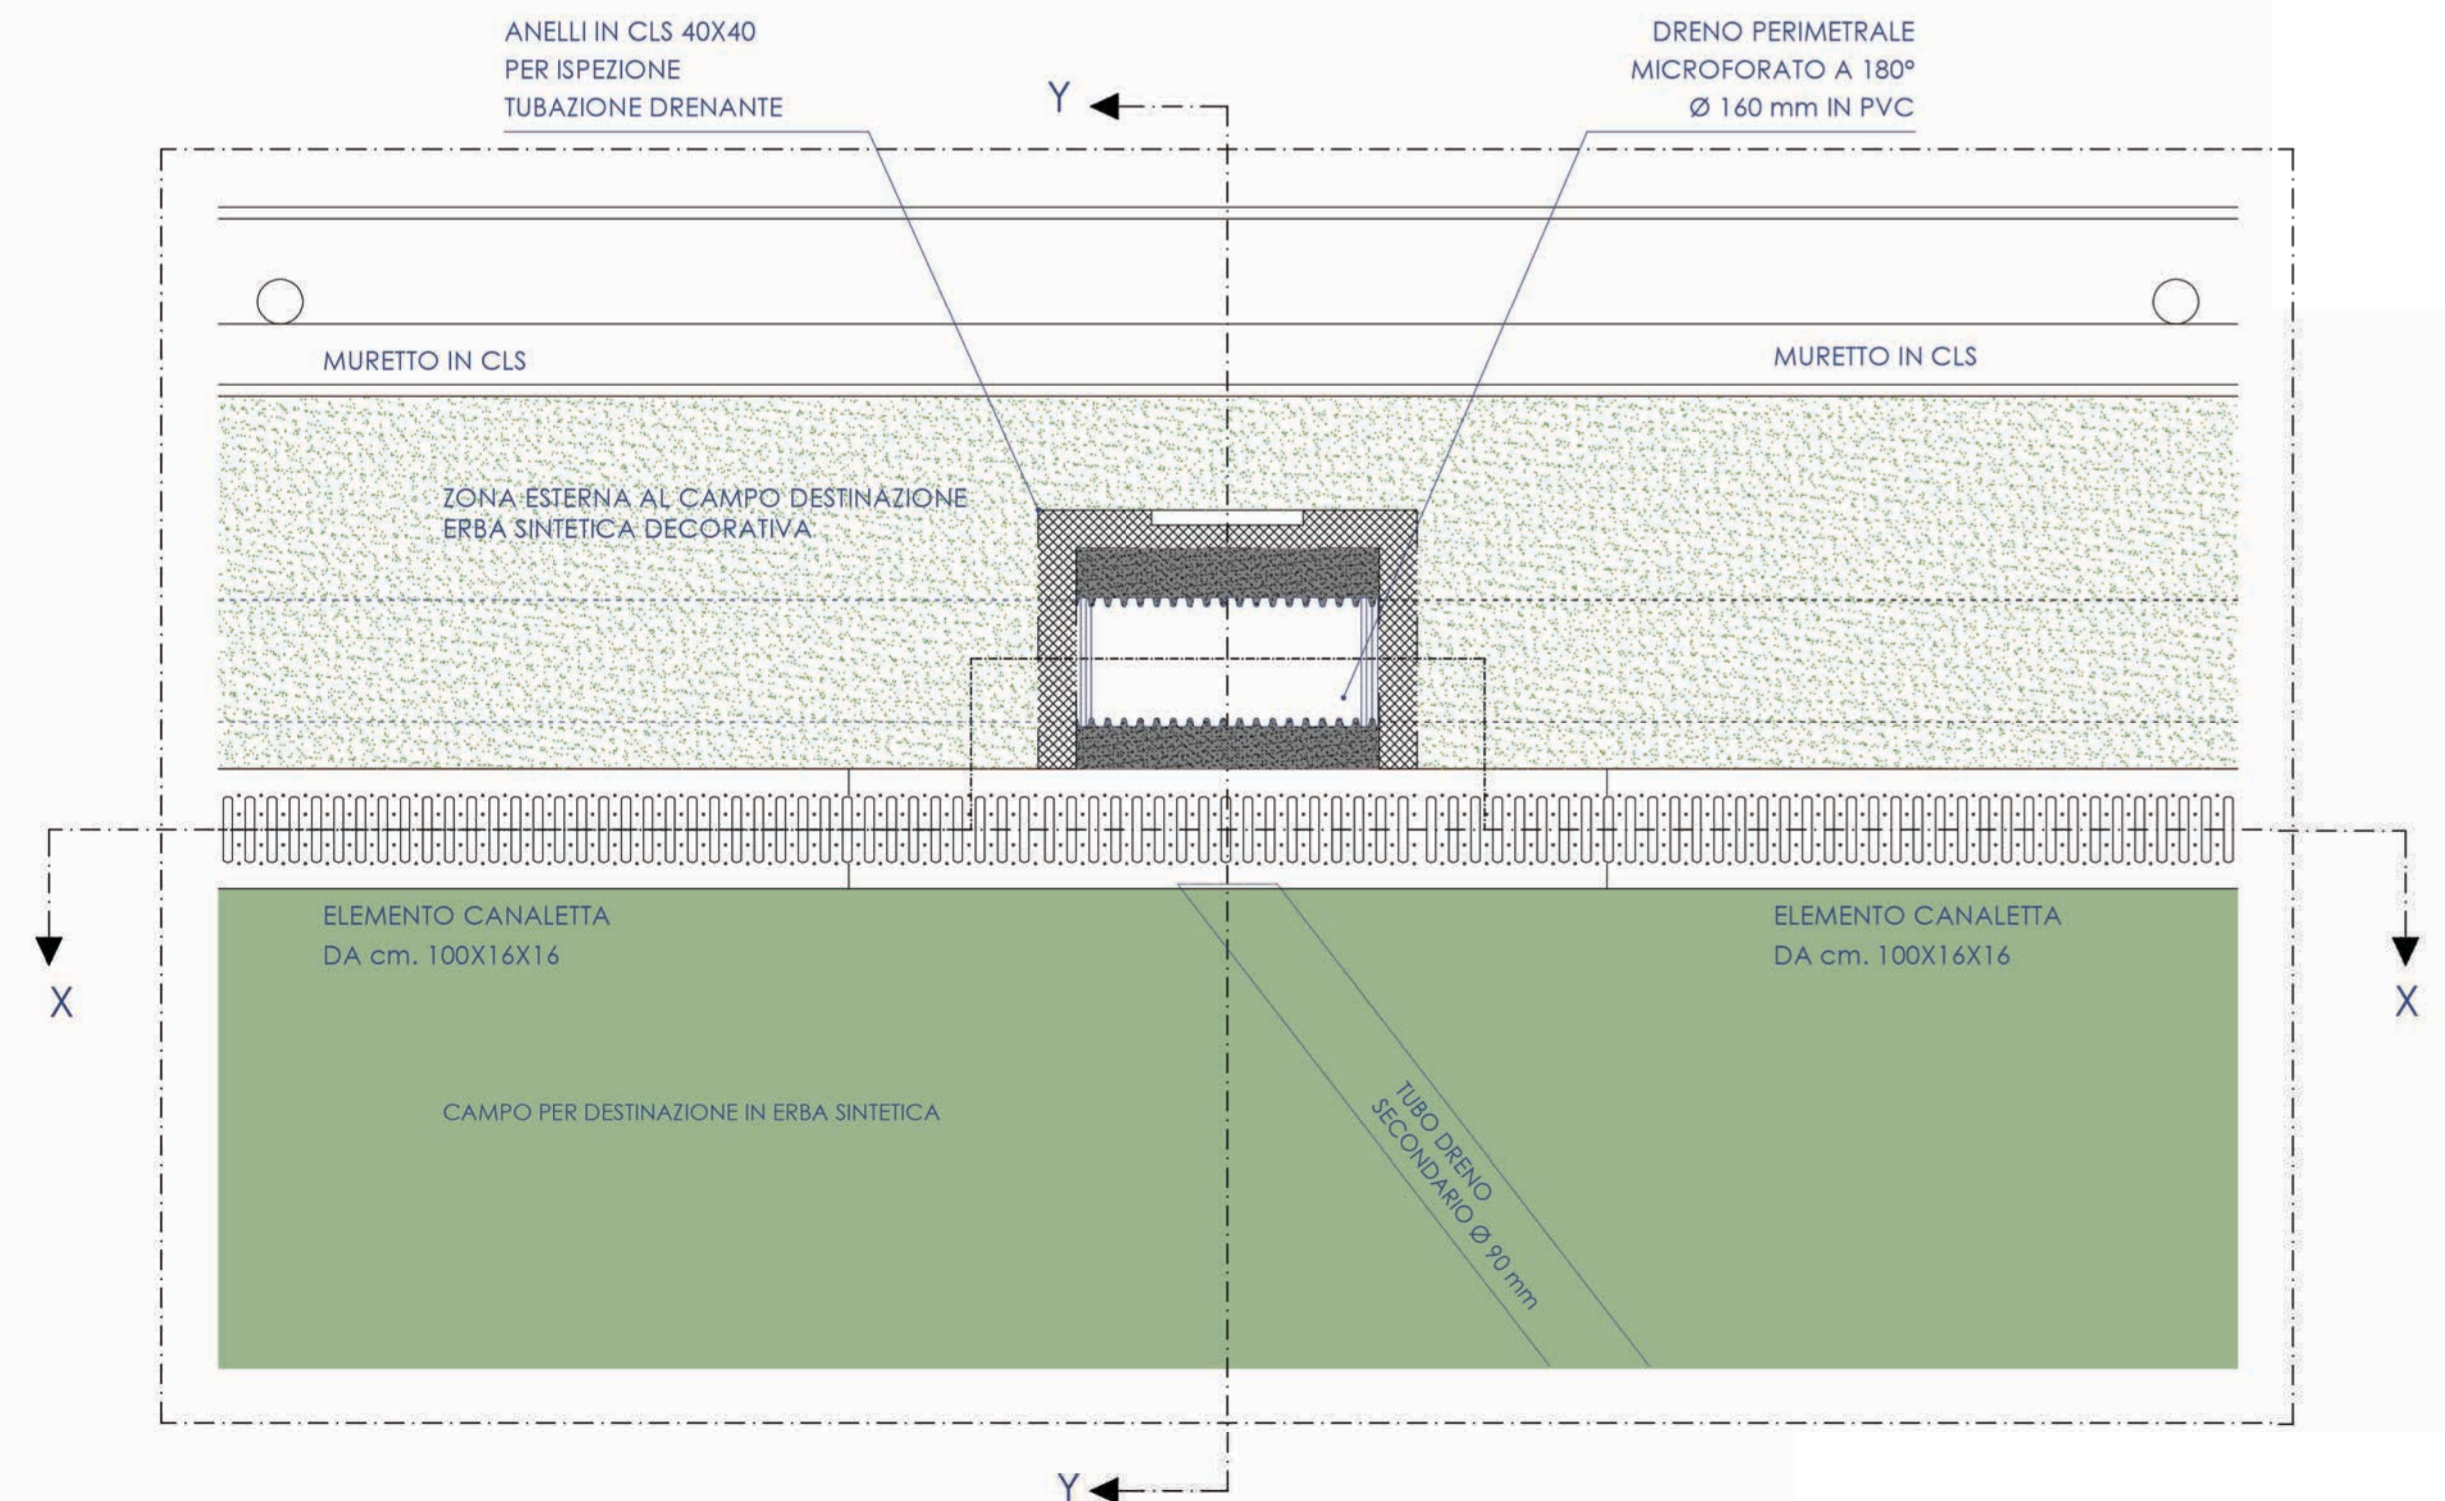 ANELLI IN CLS 40X40
PER ISPEZIONE
TUBAZIONE DRENANTE
DRENO PERIMETRALE
MICROFORATO A 180°
Ø 160 mm IN PVC
Y
MURETTO IN CLS
MURETTO IN CLS
ZONA ESTERNA AL CAMPO DESTINAZIONE
ERBA SINTETICA DECORATIVA
ELEMENTO CANALETTA
DA cm. 100X16X16
ELEMENTO CANALETTA
DA cm. 100X16X16
X
X
CAMPO PER DESTINAZIONE IN ERBA SINTETICA
TUBO DRENO
SECONDARIO Ø 90 mm
Y